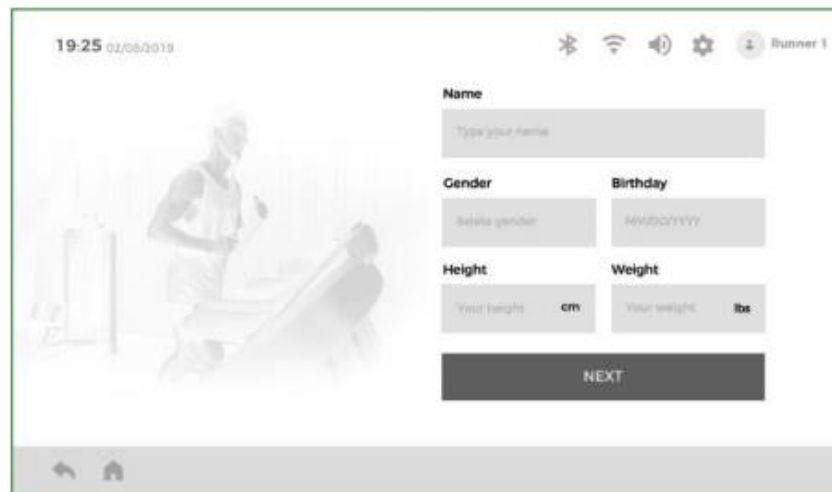 19:25 02/08/2019
Runner 1
Name
Type your name
Gender
Birthday
MM/DD/YYYY
Height
Weight
Your height cm
Your weight lbs
NEXT